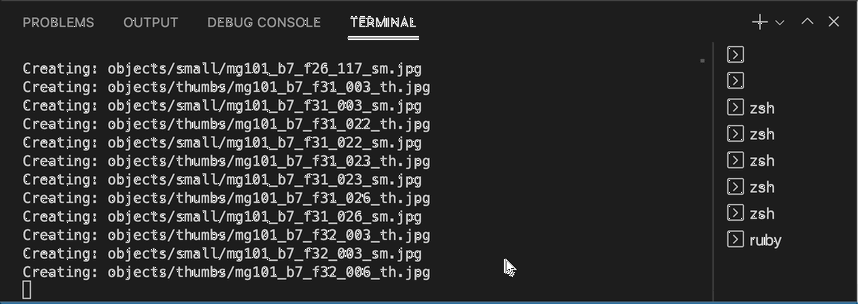 PROBLEMS OUTPUT DEBUG CONSOLE TERMINAL
Creating: objects/small/mg101_b7_f26_117_sm.jpg
Creating: objects/thumbs/mg101_b7_f31_003_th.jpg
Creating: objects/small/mg101_b7_f31_003_sm.jpg
Creating: objects/thumbs/mg101_b7_f31_022_th.jpg
Creating: objects/small/mg101_b7_f31_022_sm.jpg
Creating: objects/thumbs/mg101_b7_f31_023_th.jpg
Creating: objects/small/mg101_b7_f31_023_sm.jpg
Creating: objects/thumbs/mg101_b7_f31_026_th.jpg
Creating: objects/small/mg101_b7_f31_026_sm.jpg
Creating: objects/thumbs/mg101_b7_f32_003_th.jpg
Creating: objects/small/mg101_b7_f32_003_sm.jpg
Creating: objects/thumbs/mg101_b7_f32_006_th.jpg
zsh
zsh
zsh
zsh
zsh
ruby